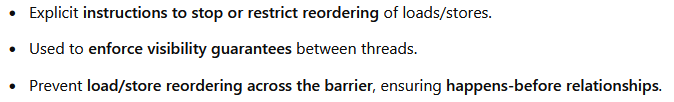 • Explicit instructions to stop or restrict reordering of loads/stores.
• Used to enforce visibility guarantees between threads.
• Prevent load/store reordering across the barrier, ensuring happens-before relationships.